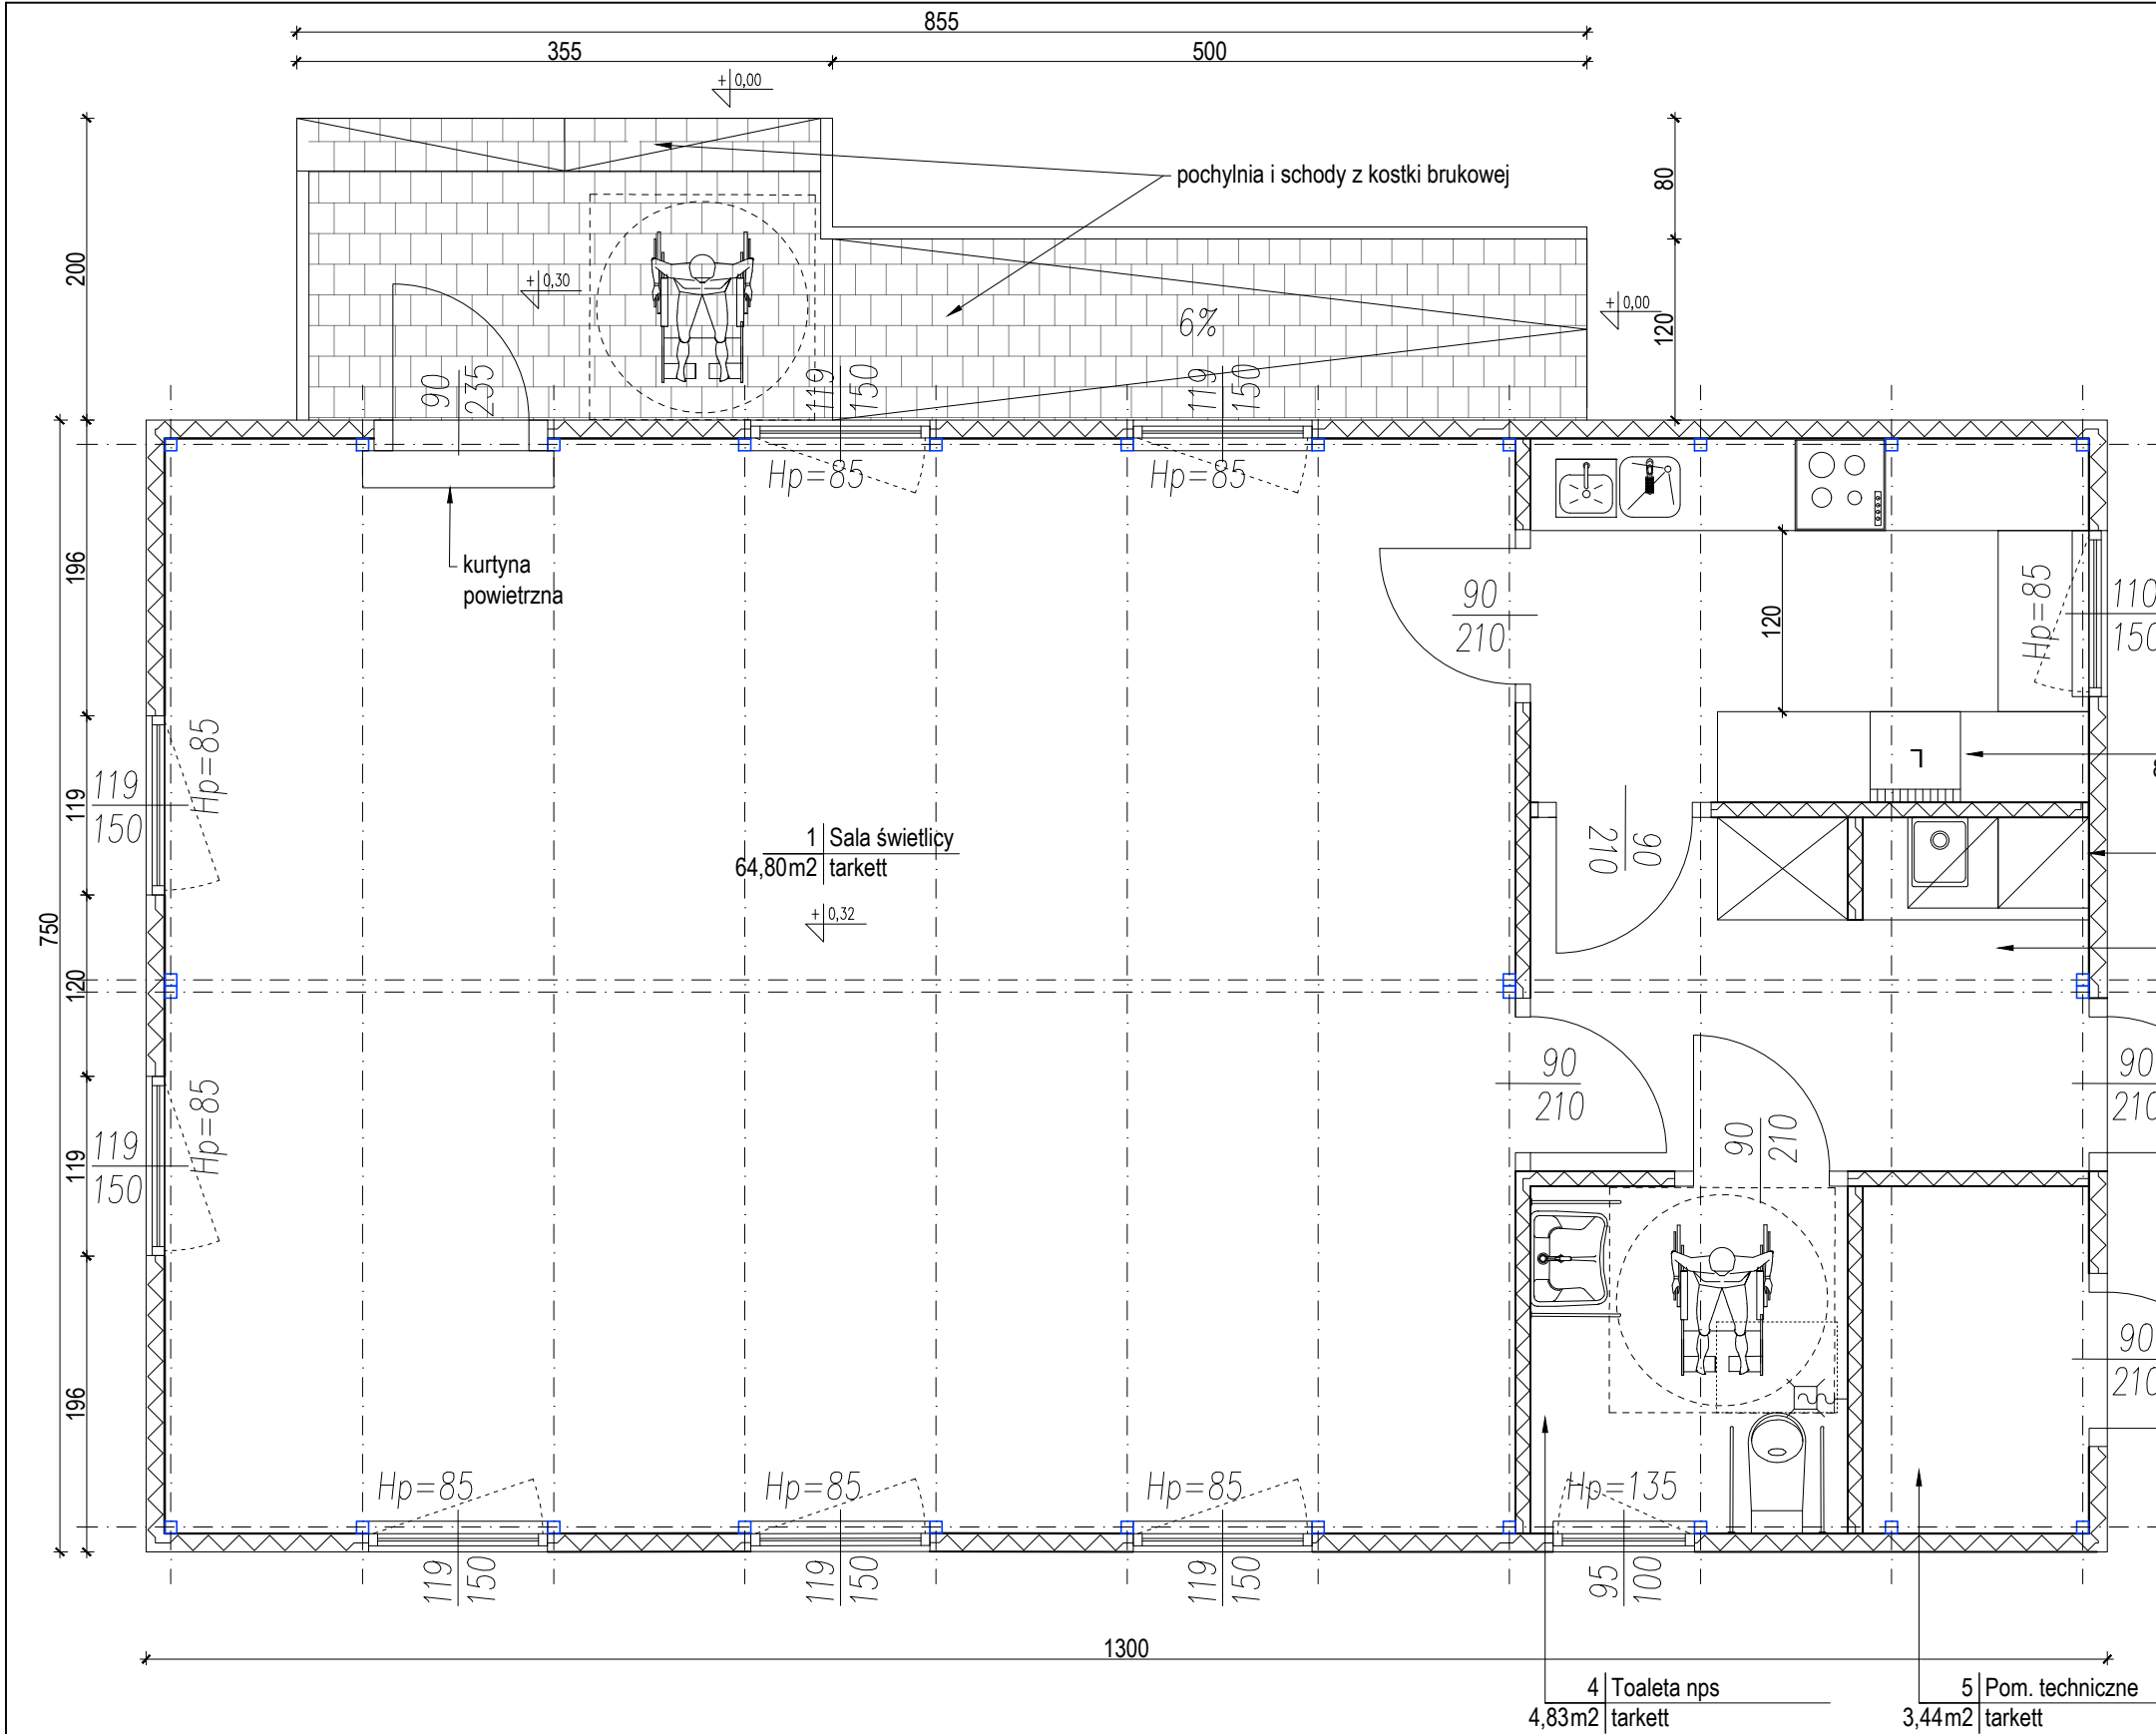 855
355
500
+ 0,00
pochylnia i schody z kostki brukowej
80
200
+ 0,30
6%
+ 0,00
120
90
235
119
150
119
150
Hp=85
Hp=85
kurtyna
powietrzna
196
90
210
120
Hp=85
110
150
119
119
150
Hp=85
L
1 Sala świetlicy
64,80m2 tarkett
+ 0,32
90
210
750
120
119
119
150
Hp=85
90
210
90
210
90
210
90
210
196
Hp=85
Hp=85
Hp=85
Hp=135
119
150
119
150
119
150
95
100
1300
4 Toaleta nps
4,83m2 tarkett
5 Pom. techniczne
3,44m2 tarkett